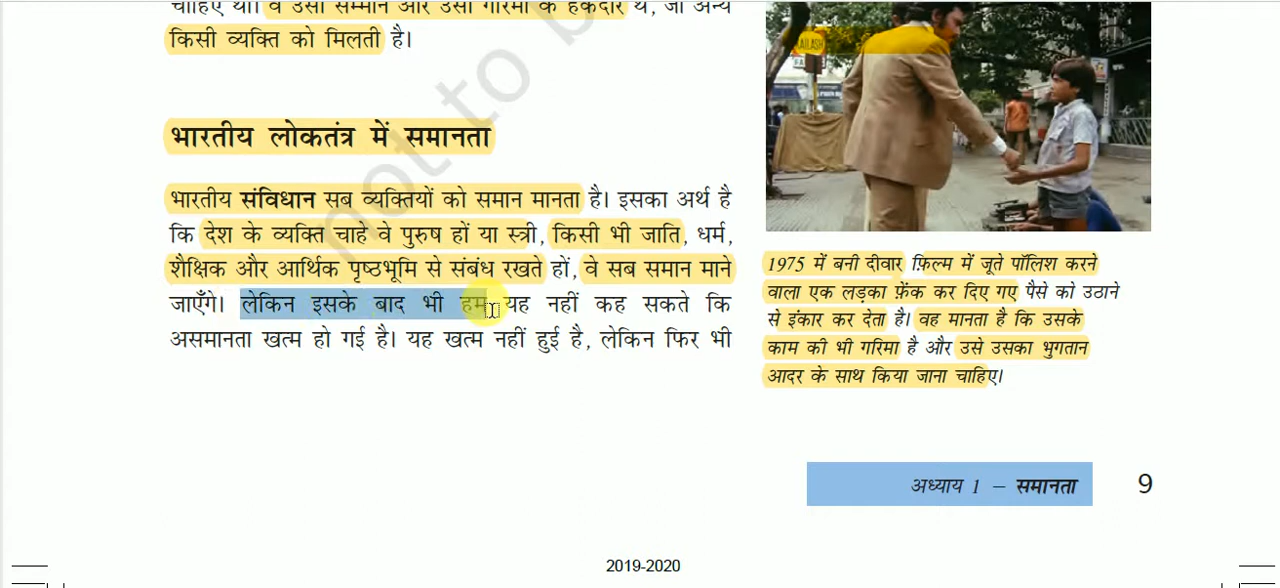 चाहिए था। वे उसी सम्मान और उसी गरिमा के हकदार थे, जो अन्य
किसी व्यक्ति को मिलती है।
भारतीय लोकतंत्र में समानता
भारतीय संविधान सब व्यक्तियों को समान मानता है। इसका अर्थ है
कि देश के व्यक्ति चाहे वे पुरुष हों या स्त्री, किसी भी जाति, धर्म,
शैक्षिक और आर्थिक पृष्ठभूमि से संबंध रखते हों, वे सब समान माने
जाएँगे। लेकिन इसके बाद भी हम यह नहीं कह सकते कि
असमानता खत्म हो गई है। यह खत्म नहीं हुई है, लेकिन फिर भी
not to b
KAILASH
1975 में बनी दीवार फ़िल्म में जूते पॉलिश करने
वाला एक लड़का फ़ेंक कर दिए गए पैसे को उठाने
से इंकार कर देता है। वह मानता है कि उसके
काम की भी गरिमा है और उसे उसका भुगतान
आदर के साथ किया जाना चाहिए।
अध्याय 1 – समानता
9
2019-2020